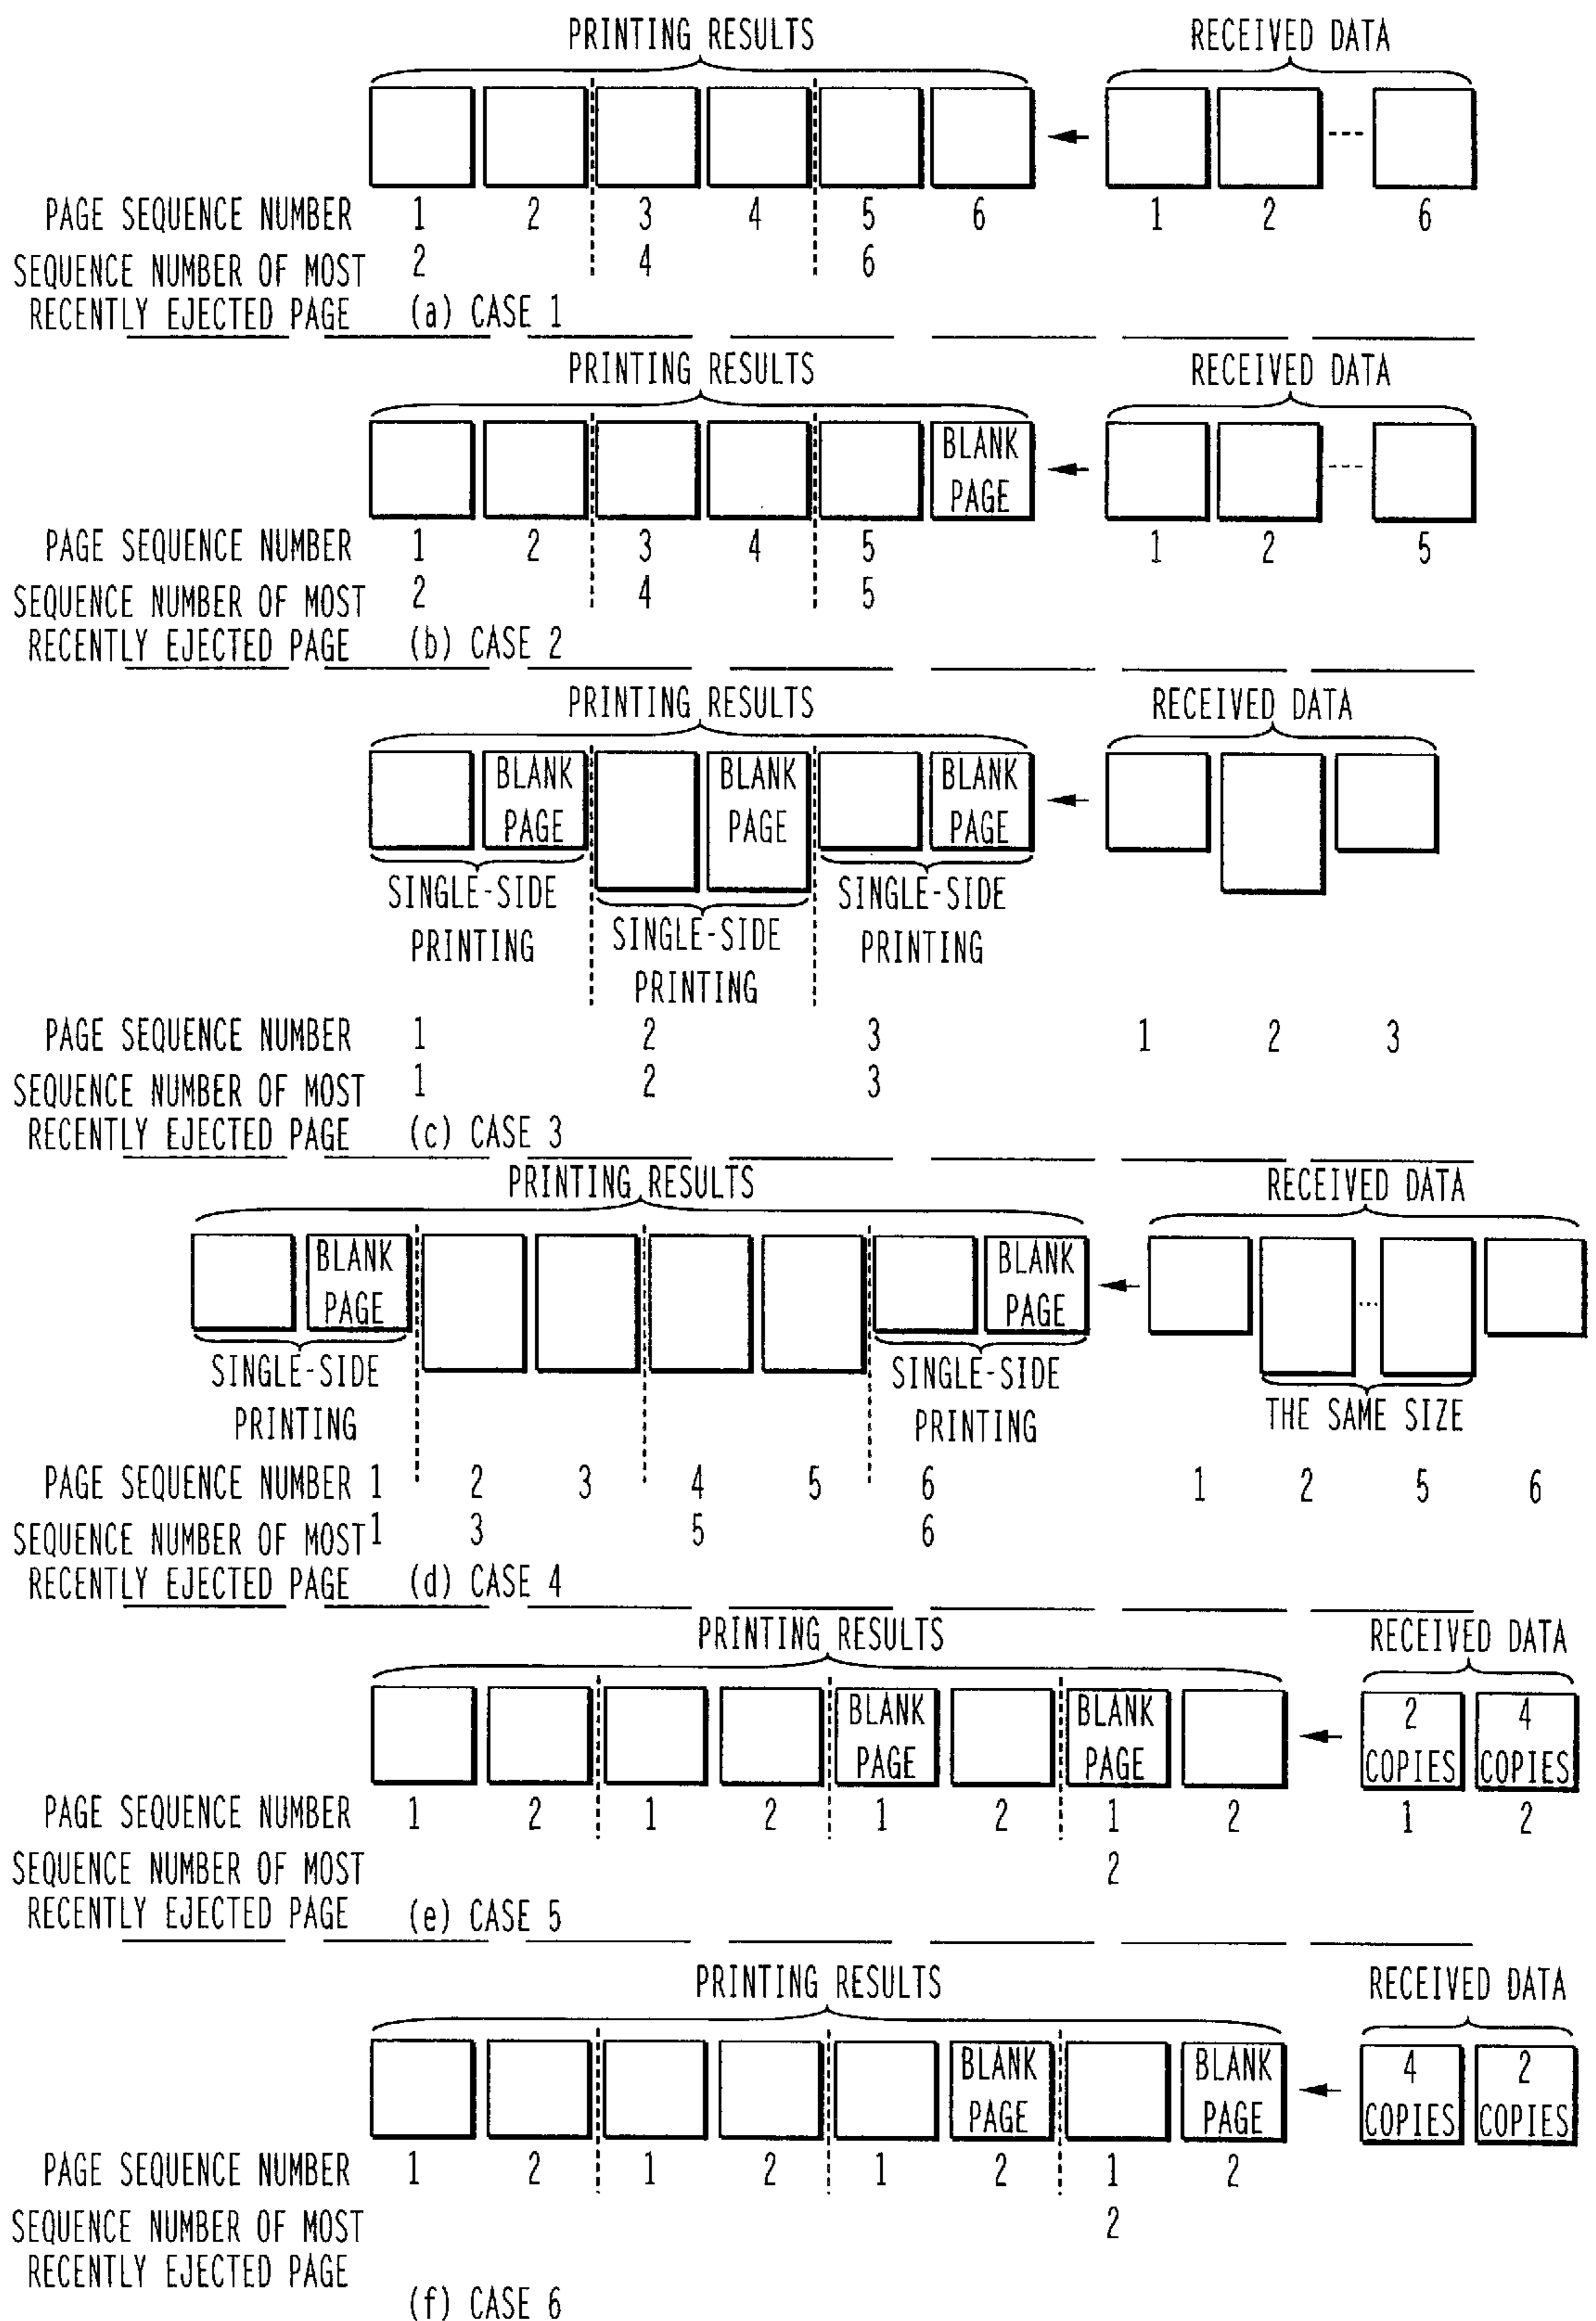 PRINTING RESULTS RECEIVED DATA
PAGE SEQUENCE NUMBER 1 2 3 4 5 6 1 2 6
SEQUENCE NUMBER OF MOST 2 4 6
RECENTLY EJECTED PAGE (a) CASE 1
PRINTING RESULTS RECEIVED DATA
BLANK
PAGE
PAGE SEQUENCE NUMBER 1 2 3 4 5 1 2 5
SEQUENCE NUMBER OF MOST 2 4 5
RECENTLY EJECTED PAGE (b) CASE 2
PRINTING RESULTS RECEIVED DATA
BLANK BLANK BLANK
PAGE PAGE PAGE
SINGLE-SIDE SINGLE-SIDE SINGLE-SIDE
PRINTING PRINTING PRINTING
PAGE SEQUENCE NUMBER 1 2 3 1 2 3
SEQUENCE NUMBER OF MOST 1 2 3
RECENTLY EJECTED PAGE (c) CASE 3
PRINTING RESULTS RECEIVED DATA
BLANK BLANK
PAGE PAGE
SINGLE-SIDE SINGLE-SIDE THE SAME SIZE
PRINTING PRINTING
PAGE SEQUENCE NUMBER 1 2 3 4 5 6 1 2 5 6
SEQUENCE NUMBER OF MOST 1 3 5 6
RECENTLY EJECTED PAGE (d) CASE 4
PRINTING RESULTS RECEIVED DATA
BLANK BLANK 2 4
PAGE PAGE COPIES COPIES
PAGE SEQUENCE NUMBER 1 2 1 2 1 2 1 2 1 2
SEQUENCE NUMBER OF MOST 2
RECENTLY EJECTED PAGE (e) CASE 5
PRINTING RESULTS RECEIVED DATA
BLANK BLANK 4 2
PAGE PAGE COPIES COPIES
PAGE SEQUENCE NUMBER 1 2 1 2 1 2 1 2
SEQUENCE NUMBER OF MOST 2
RECENTLY EJECTED PAGE
(f) CASE 6